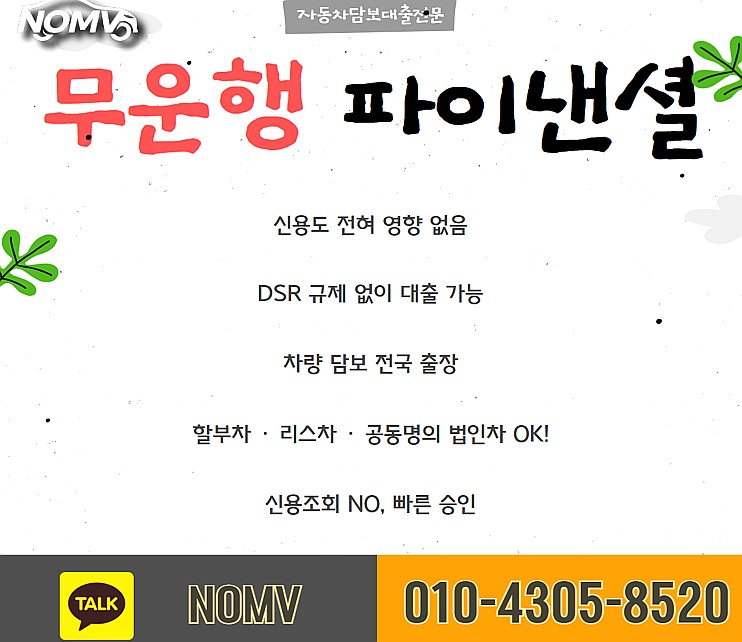 NOMV
자동차담보대출전문
무운행 파이낸셜
신용도 전혀 영향 없음
DSR 규제 없이 대출 가능
차량 담보 전국 출장
할부차 · 리스차 · 공동명의 법인차 OK!
신용조회 NO, 빠른 승인
TALK
NOMV
010-4305-8520